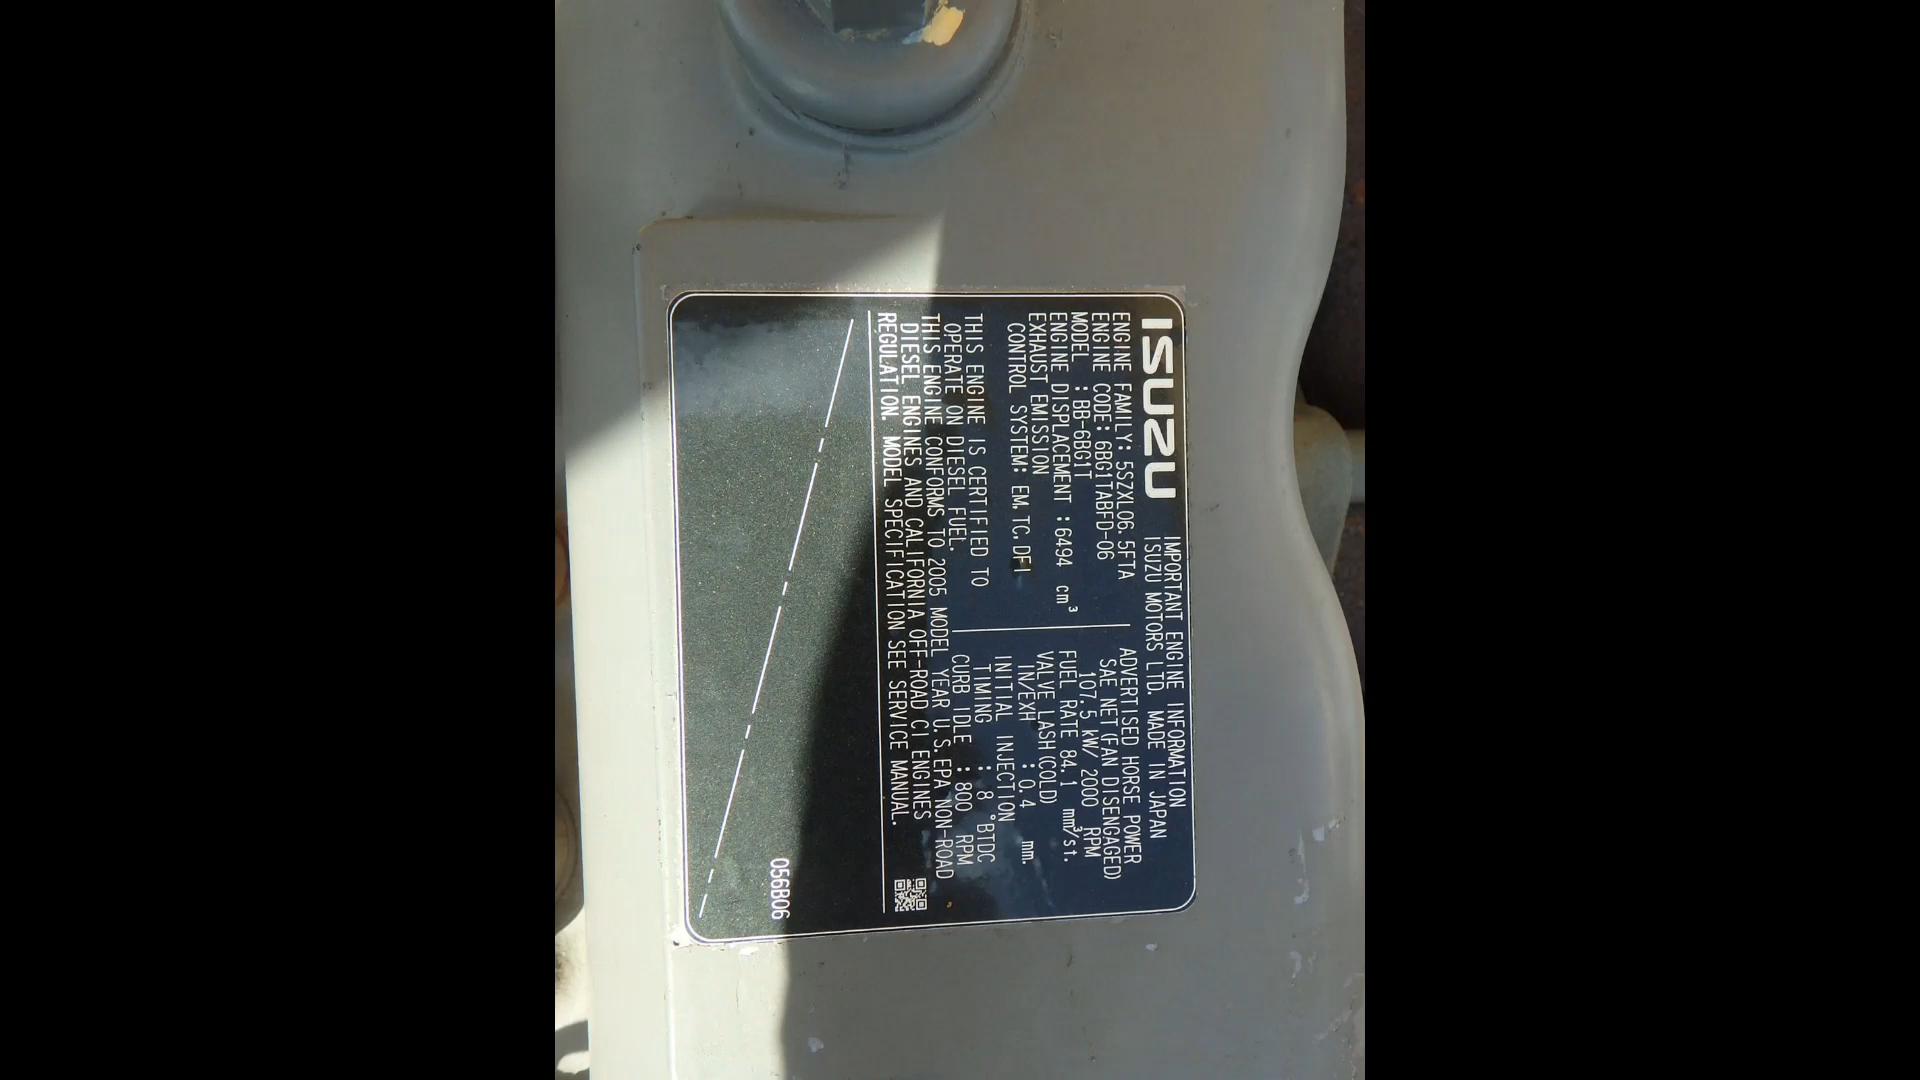 ISUZU
IMPORTANT ENGINE INFORMATION
ISUZU MOTORS LTD. MADE IN JAPAN
ENGINE FAMILY: 5SZXL06.5FTA
ENGINE CODE: 6BG1TABFD-06
MODEL : BB-6BG1T
ENGINE DISPLACEMENT : 6494 cm³
EXHAUST EMISSION
CONTROL SYSTEM: EM.TC.DFI
THIS ENGINE IS CERTIFIED TO
OPERATE ON DIESEL FUEL.
ADVERTISED HORSE POWER
SAE NET (FAN DISENGAGED)
107.5 kW/ 2000 RPM
FUEL RATE 84.1 mm³/st.
VALVE LASH(COLD)
IN/EXH : 0.4 mm.
INITIAL INJECTION
TIMING : 8 °BTDC
CURB IDLE : 800 RPM
THIS ENGINE CONFORMS TO 2005 MODEL YEAR U.S.EPA NON-ROAD
DIESEL ENGINES AND CALIFORNIA OFF-ROAD CI ENGINES
REGULATION. MODEL SPECIFICATION SEE SERVICE MANUAL.
056B06